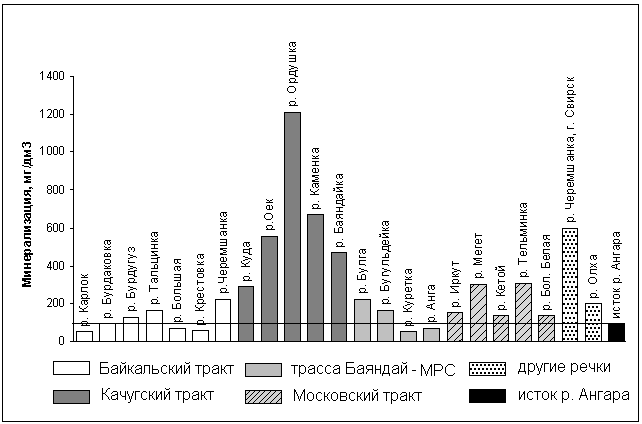 Минерализация, мг/дм3
1400
1200
1000
800
600
400
200
0
р. Карлок
р. Бурдаковка
р. Бурдугуз
р. Тальцинка
р. Большая
р. Крестовка
р.Черемшанка
р. Куда
р.Оек
р. Ордушка
р. Каменка
р. Баяндайка
р. Булга
р. Бугульдейка
р. Куретка
р. Анга
р. Иркут
р. Мегет
р. Китой
р. Тельминка
р. Бол. Белая
р. Черемшанка, г. Свирск
р. Олха
исток р. Ангара
Байкальский тракт
трасса Баяндай - МРС
другие речки
Качугский тракт
Московский тракт
исток р. Ангара